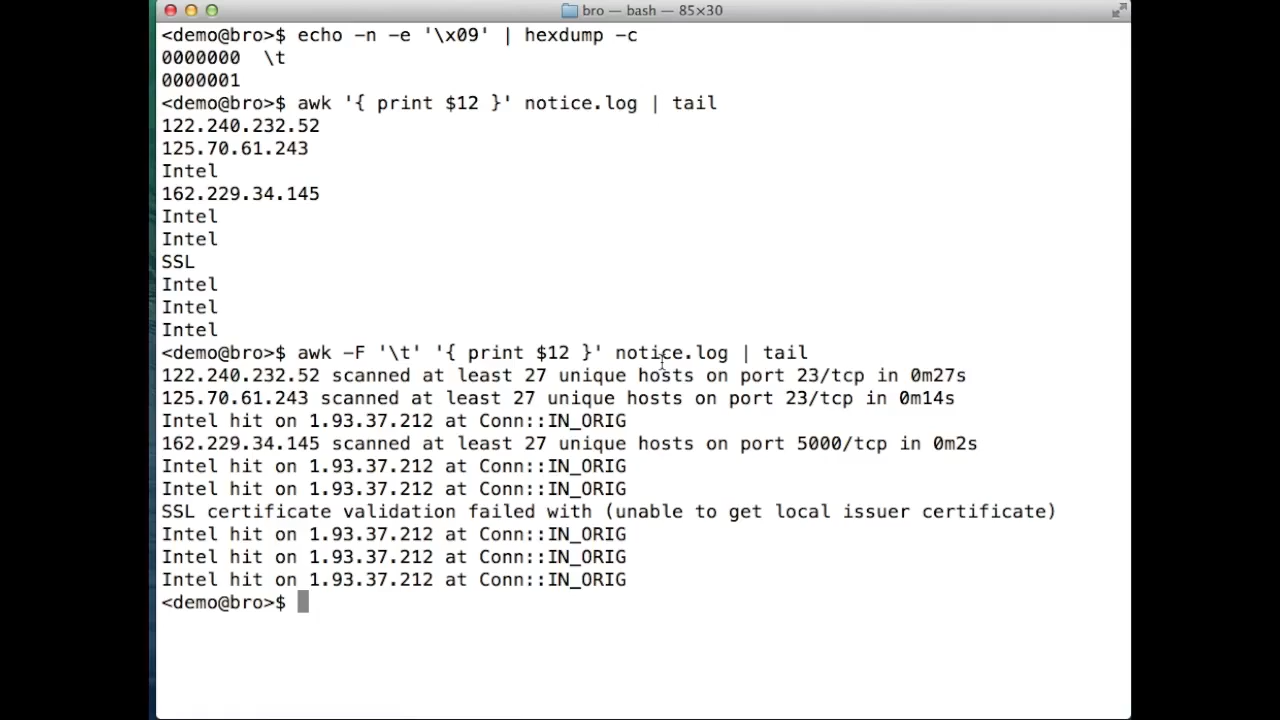 bro — bash — 85×30
<demo@bro>$ echo -n -e '\x09' | hexdump -c
0000000  \t
0000001
<demo@bro>$ awk '{ print $12 }' notice.log | tail
122.240.232.52
125.70.61.243
Intel
162.229.34.145
Intel
Intel
SSL
Intel
Intel
Intel
<demo@bro>$ awk -F '\t' '{ print $12 }' notice.log | tail
122.240.232.52 scanned at least 27 unique hosts on port 23/tcp in 0m27s
125.70.61.243 scanned at least 27 unique hosts on port 23/tcp in 0m14s
Intel hit on 1.93.37.212 at Conn::IN_ORIG
162.229.34.145 scanned at least 27 unique hosts on port 5000/tcp in 0m2s
Intel hit on 1.93.37.212 at Conn::IN_ORIG
Intel hit on 1.93.37.212 at Conn::IN_ORIG
SSL certificate validation failed with (unable to get local issuer certificate)
Intel hit on 1.93.37.212 at Conn::IN_ORIG
Intel hit on 1.93.37.212 at Conn::IN_ORIG
Intel hit on 1.93.37.212 at Conn::IN_ORIG
<demo@bro>$